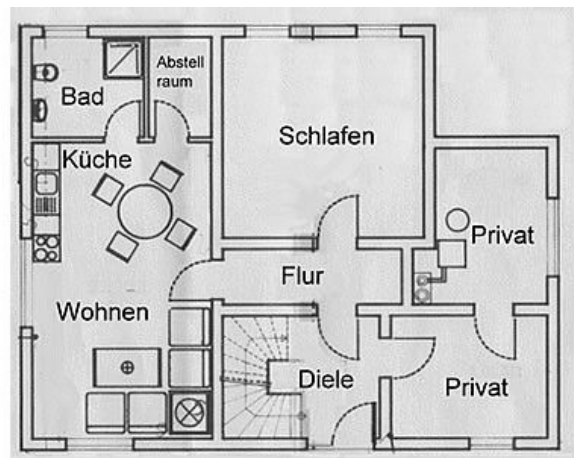 Abstell
raum
Bad
Schlafen
Küche
Privat
Flur
Wohnen
Diele
Privat